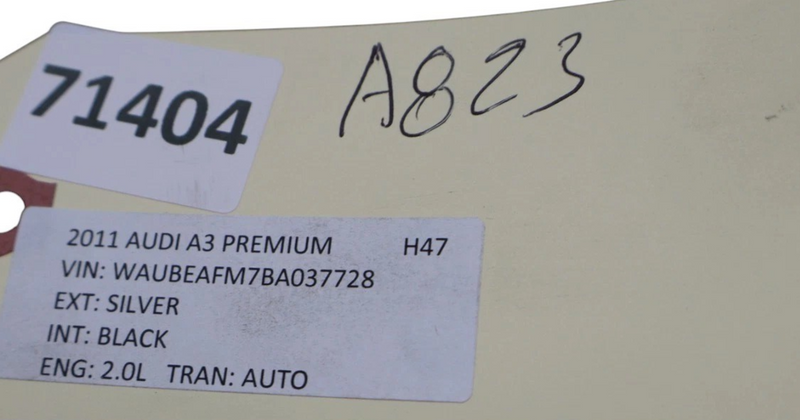 71404
A823
2011 AUDI A3 PREMIUM H47
VIN: WAUBEAFM7BA037728
EXT: SILVER
INT: BLACK
ENG: 2.0L TRAN: AUTO